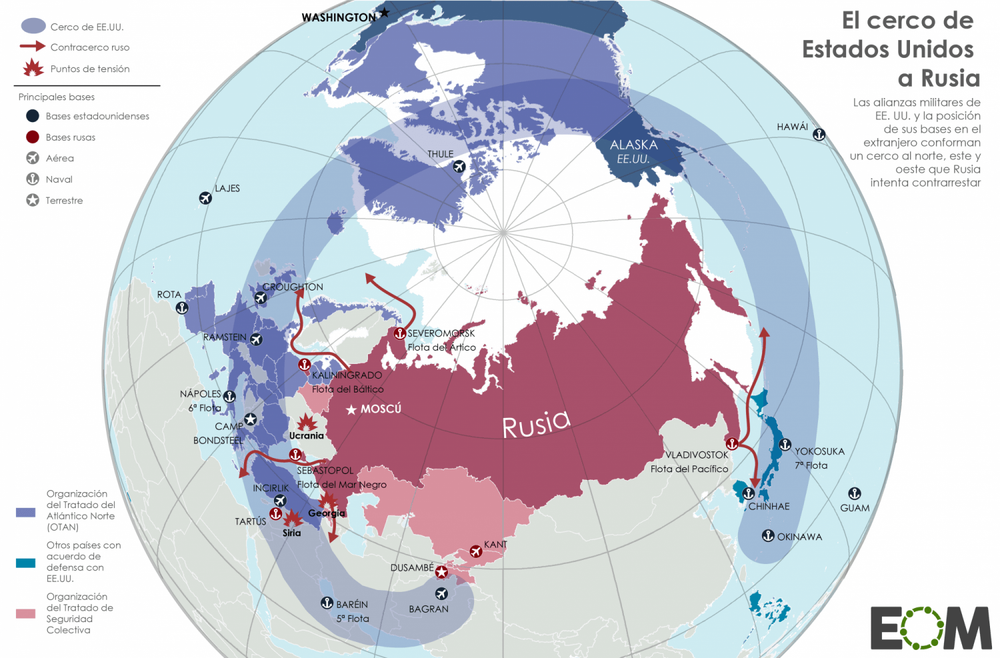 El cerco de
Estados Unidos
a Rusia
Las alianzas militares de
EE. UU. y la posición
de sus bases en el
extranjero conforman
un cerco al norte, este y
oeste que Rusia
intenta contrarrestar
Cerco de EE.UU.
Contracerco ruso
Puntos de tensión
Principales bases
Bases estadounidenses
Bases rusas
Aérea
Naval
Terrestre
WASHINGTON
HAWÁI
ALASKA
EE.UU.
THULE
LAJES
CROUGHTON
ROTA
RAMSTEIN
SEVEROMORSK
Flota del Ártico
KALININGRADO
Flota del Báltico
NÁPOLES
6ª Flota
MOSCÚ
Rusia
CAMP
BONDSTEEL
Ucrania
VLADIVOSTOK
Flota del Pacífico
YOKOSUKA
7ª Flota
SEBASTOPOL
Flota del Mar Negro
INCIRLIK
Georgia
TARTÚS
Siria
CHINHAE
GUAM
OKINAWA
KANT
DUSAMBÉ
BAGRAN
BARÉIN
5ª Flota
Organización
del Tratado del
Atlántico Norte
(OTAN)
Otros países con
acuerdo de
defensa con
EE.UU.
Organización
del Tratado de
Seguridad
Colectiva
EOM